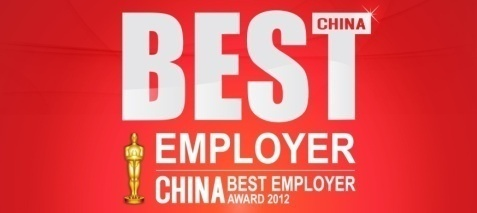 BEST
CHINA
EMPLOYER
CHINA BEST EMPLOYER
AWARD 2012